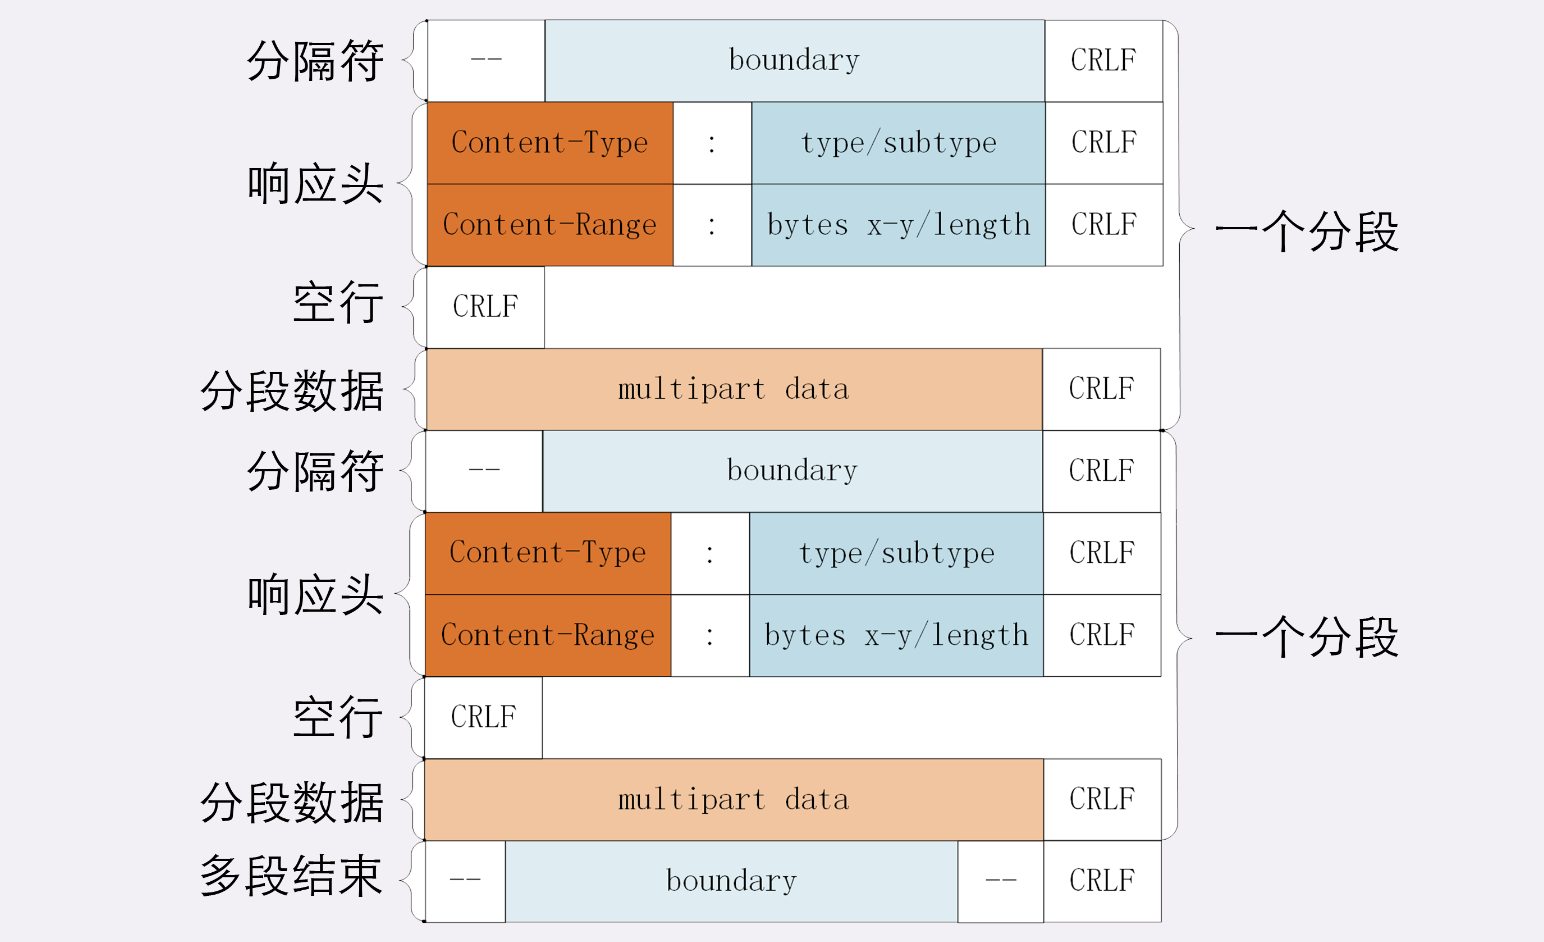 分隔符 -- boundary CRLF
响应头 Content-Type : type/subtype CRLF
Content-Range : bytes x-y/length CRLF
一个分段
空行 CRLF
分段数据 multipart data CRLF
分隔符 -- boundary CRLF
响应头 Content-Type : type/subtype CRLF
Content-Range : bytes x-y/length CRLF
一个分段
空行 CRLF
分段数据 multipart data CRLF
多段结束 -- boundary -- CRLF